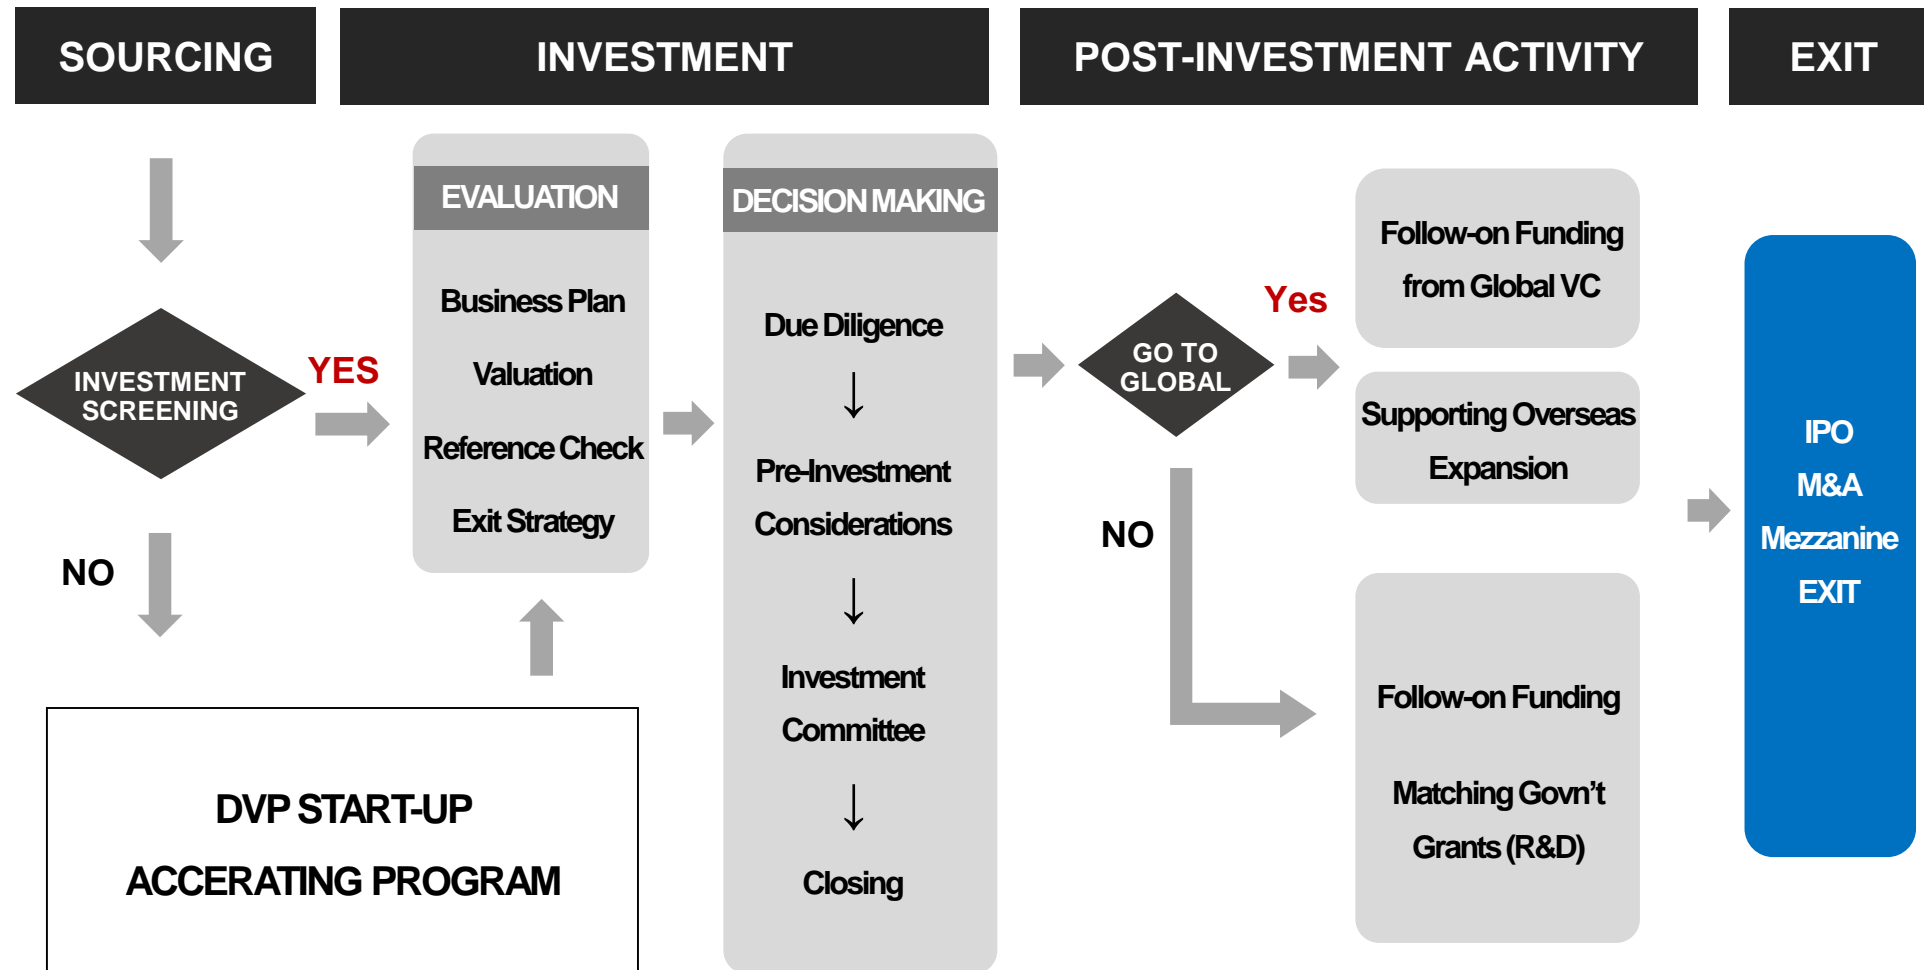 SOURCING
INVESTMENT
POST-INVESTMENT ACTIVITY
EXIT
INVESTMENT
SCREENING
YES
NO
DVP START-UP
ACCERATING PROGRAM
EVALUATION
Business Plan
Valuation
Reference Check
Exit Strategy
DECISION MAKING
Due Diligence
↓
Pre-Investment
Considerations
↓
Investment
Committee
↓
Closing
GO TO
GLOBAL
Yes
NO
Follow-on Funding
from Global VC
Supporting Overseas
Expansion
Follow-on Funding
Matching Govn’t
Grants (R&D)
IPO
M&A
Mezzanine
EXIT